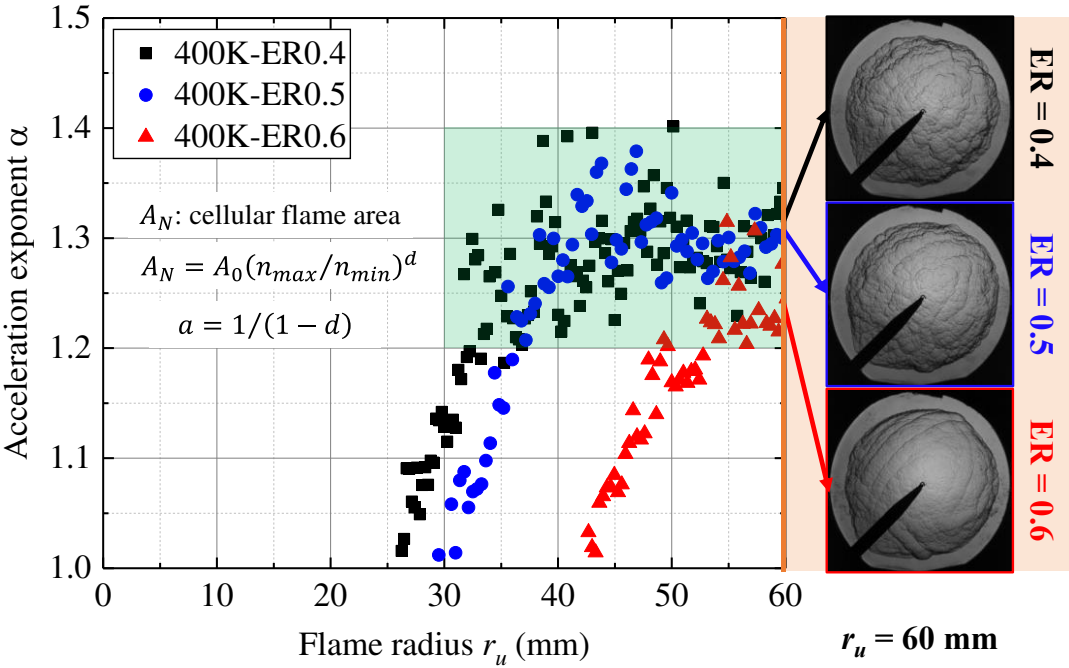 1.5
1.4
1.3
1.2
1.1
1.0
Acceleration exponent α
400K-ER0.4
400K-ER0.5
400K-ER0.6
A_N: cellular flame area
A_N = A_0(n_max/n_min)^d
a = 1/(1 − d)
0 10 20 30 40 50 60
Flame radius r_u (mm)
ER = 0.4
ER = 0.5
ER = 0.6
r_u = 60 mm